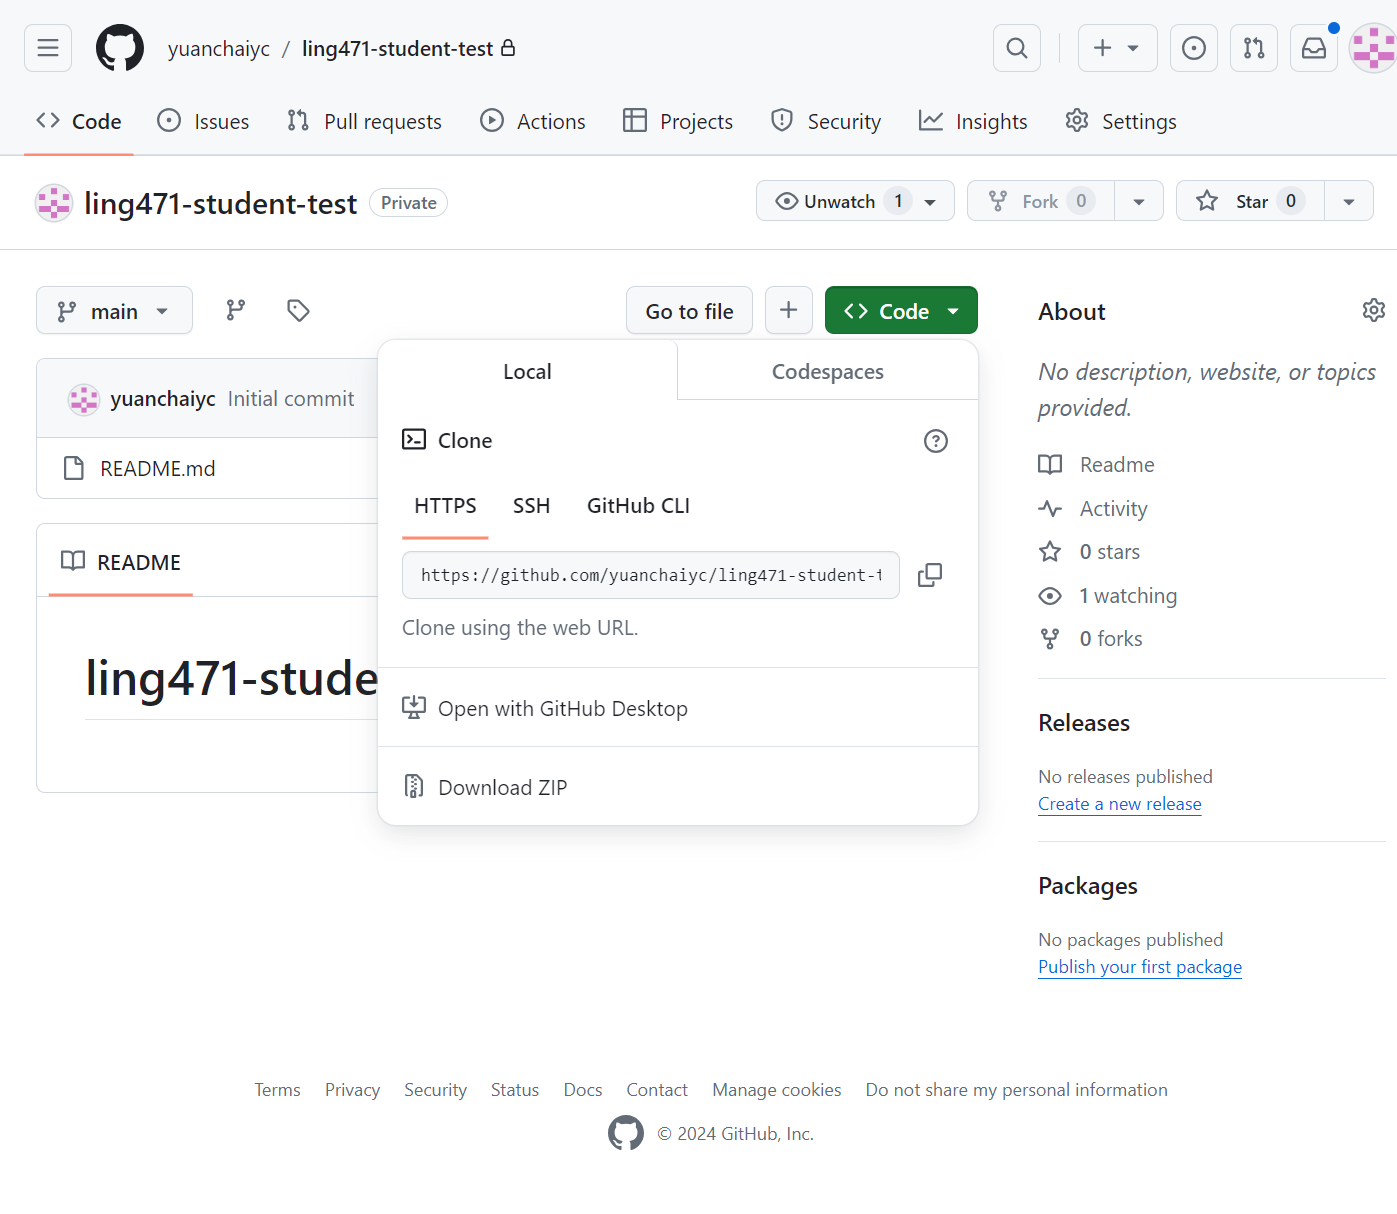 yuanchaiyc / ling471-student-test
Code Issues Pull requests Actions Projects Security Insights Settings
ling471-student-test Private Unwatch 1 Fork 0 Star 0
main Go to file + Code
Local Codespaces
yuanchaiyc Initial commit
README.md
Clone
HTTPS SSH GitHub CLI
https://github.com/yuanchaiyc/ling471-student-t
Clone using the web URL.
Open with GitHub Desktop
Download ZIP
README
ling471-stude
About
No description, website, or topics
provided.
Readme
Activity
0 stars
1 watching
0 forks
Releases
No releases published
Create a new release
Packages
No packages published
Publish your first package
Terms Privacy Security Status Docs Contact Manage cookies Do not share my personal information
© 2024 GitHub, Inc.